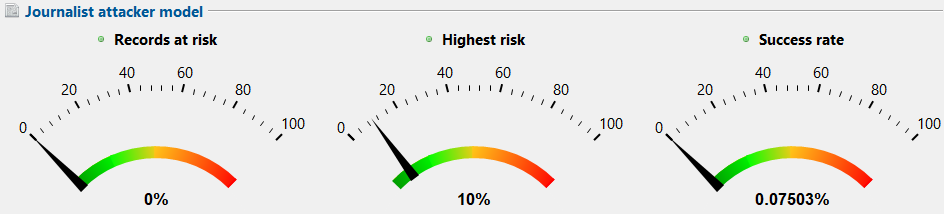 Journalist attacker model
Records at risk
0 20 40 60 80 100
0%
Highest risk
0 20 40 60 80 100
10%
Success rate
0 20 40 60 80 100
0.07503%